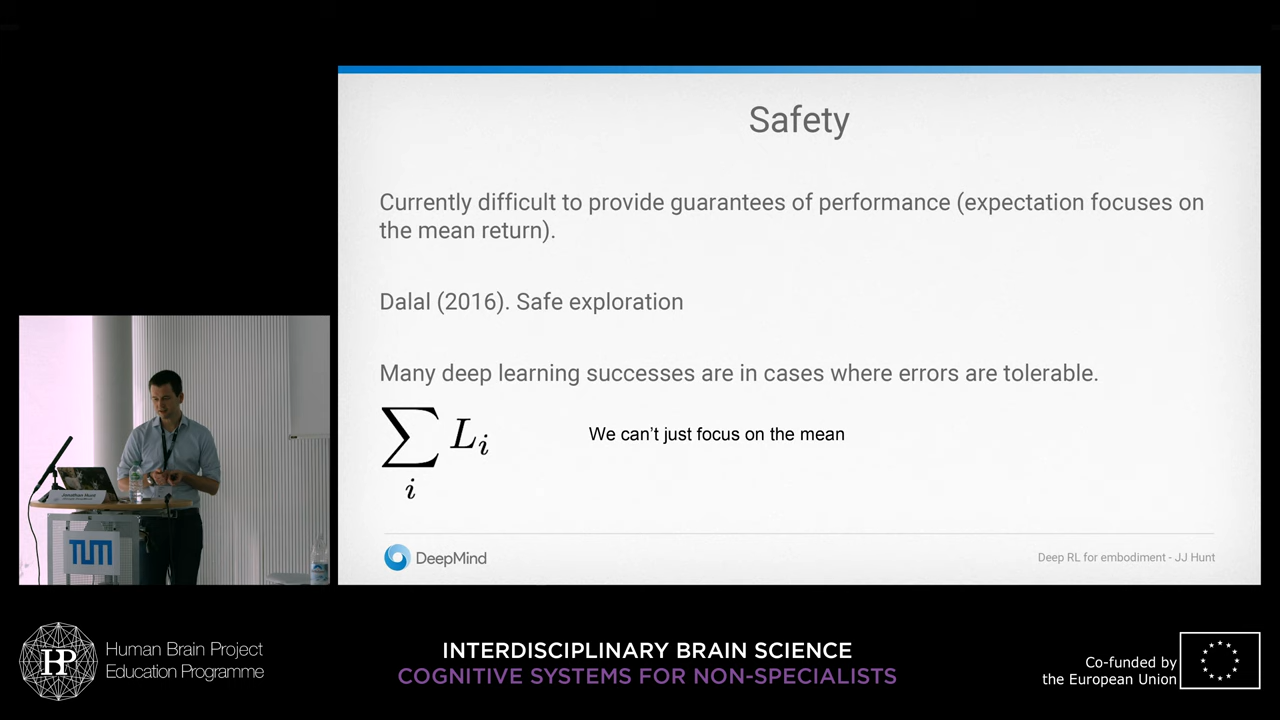 Safety
Currently difficult to provide guarantees of performance (expectation focuses on
the mean return).
Dalal (2016). Safe exploration
Many deep learning successes are in cases where errors are tolerable.
∑ L_i
i
We can't just focus on the mean
DeepMind
Deep RL for embodiment - JJ Hunt
Jonathan Hunt
TUM
HP
Human Brain Project
Education Programme
INTERDISCIPLINARY BRAIN SCIENCE
COGNITIVE SYSTEMS FOR NON-SPECIALISTS
Co-funded by
the European Union